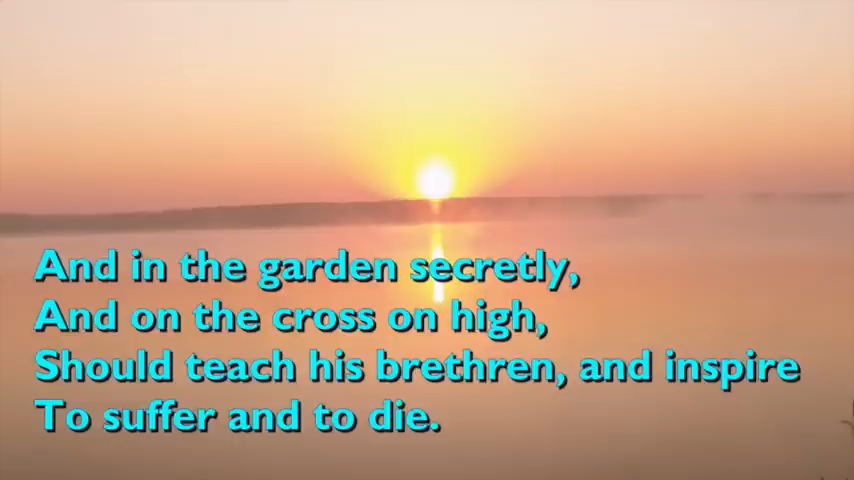 And in the garden secretly,
And on the cross on high,
Should teach his brethren, and inspire
To suffer and to die.